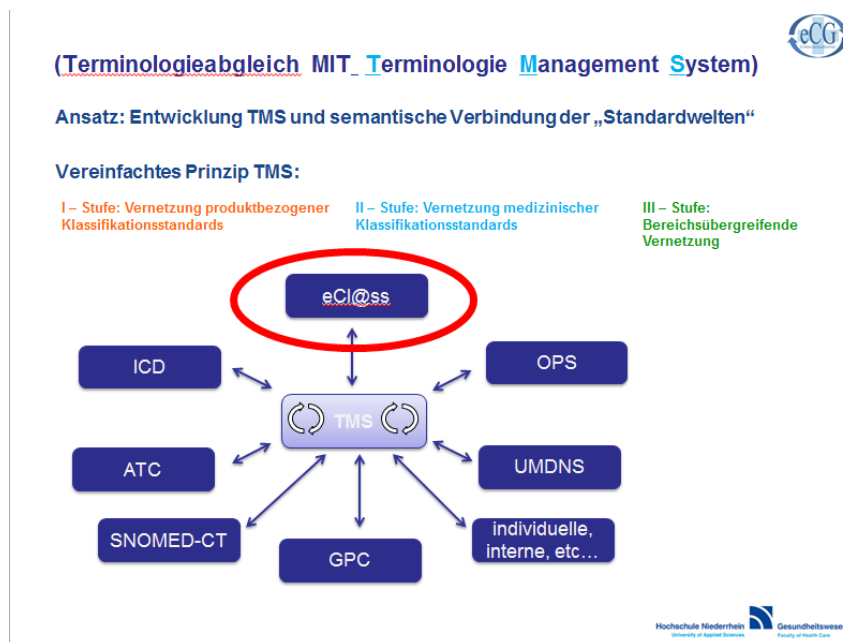 eCG
(Terminologieabgleich MIT_ Terminologie Management System)
Ansatz: Entwicklung TMS und semantische Verbindung der „Standardwelten“
Vereinfachtes Prinzip TMS:
I – Stufe: Vernetzung produktbezogener
Klassifikationsstandards
II – Stufe: Vernetzung medizinischer
Klassifikationsstandards
III – Stufe:
Bereichsübergreifende
Vernetzung
eCl@ss
ICD
OPS
TMS
ATC
UMDNS
SNOMED-CT
GPC
individuelle,
interne, etc…
Hochschule Niederrhein
University of Applied Sciences
Gesundheitswese
Faculty of Health Care